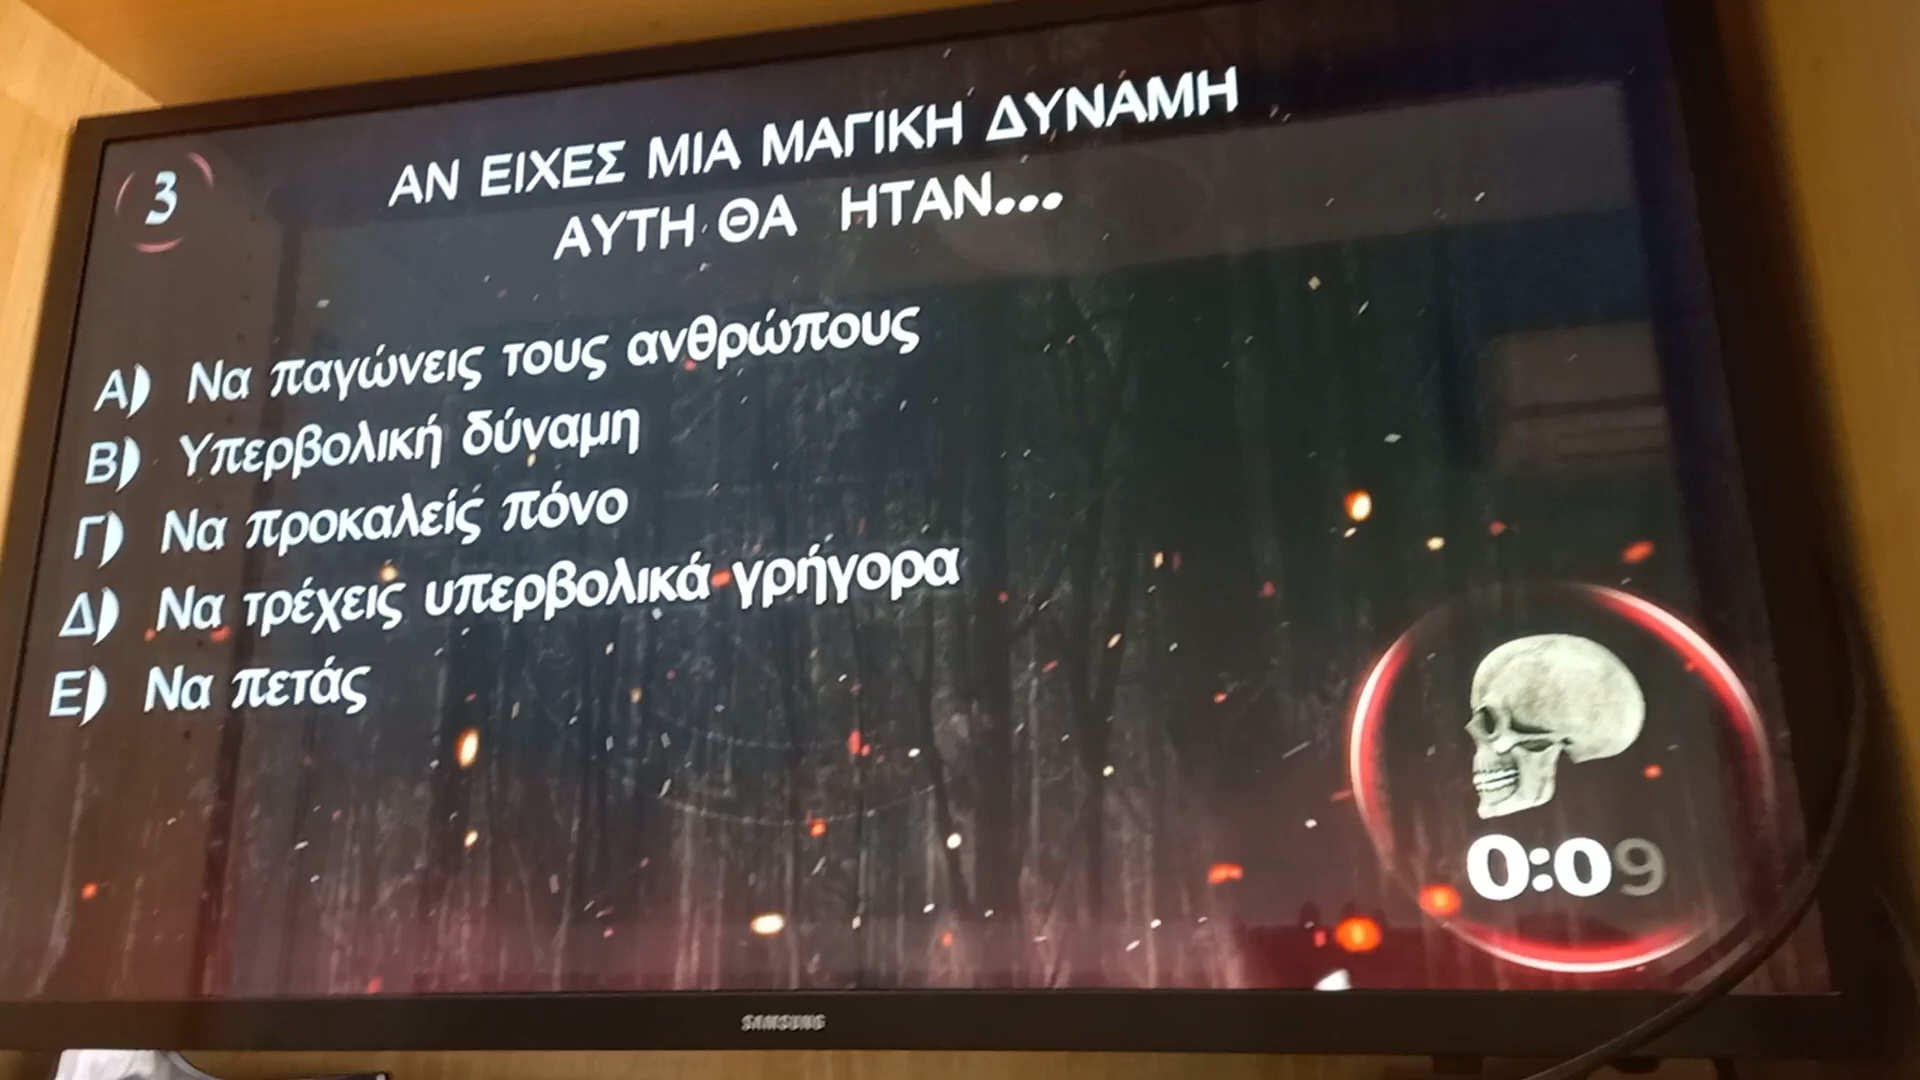 3
ΑΝ ΕΙΧΕΣ ΜΙΑ ΜΑΓΙΚΗ ΔΥΝΑΜΗ
ΑΥΤΗ ΘΑ ΗΤΑΝ...
Α) Να παγώνεις τους ανθρώπους
Β) Υπερβολική δύναμη
Γ) Να προκαλείς πόνο
Δ) Να τρέχεις υπερβολικά γρήγορα
Ε) Να πετάς
0:09
SAMSUNG